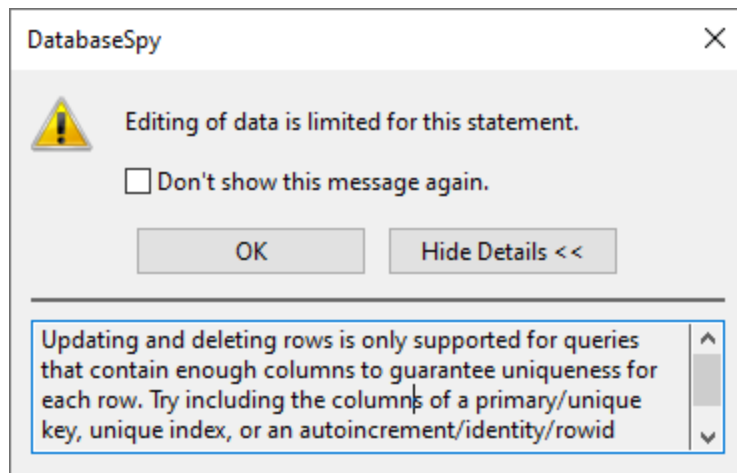 DatabaseSpy
Editing of data is limited for this statement.
Don't show this message again.
OK
Hide Details <<
Updating and deleting rows is only supported for queries
that contain enough columns to guarantee uniqueness for
each row. Try including the columns of a primary/unique
key, unique index, or an autoincrement/identity/rowid